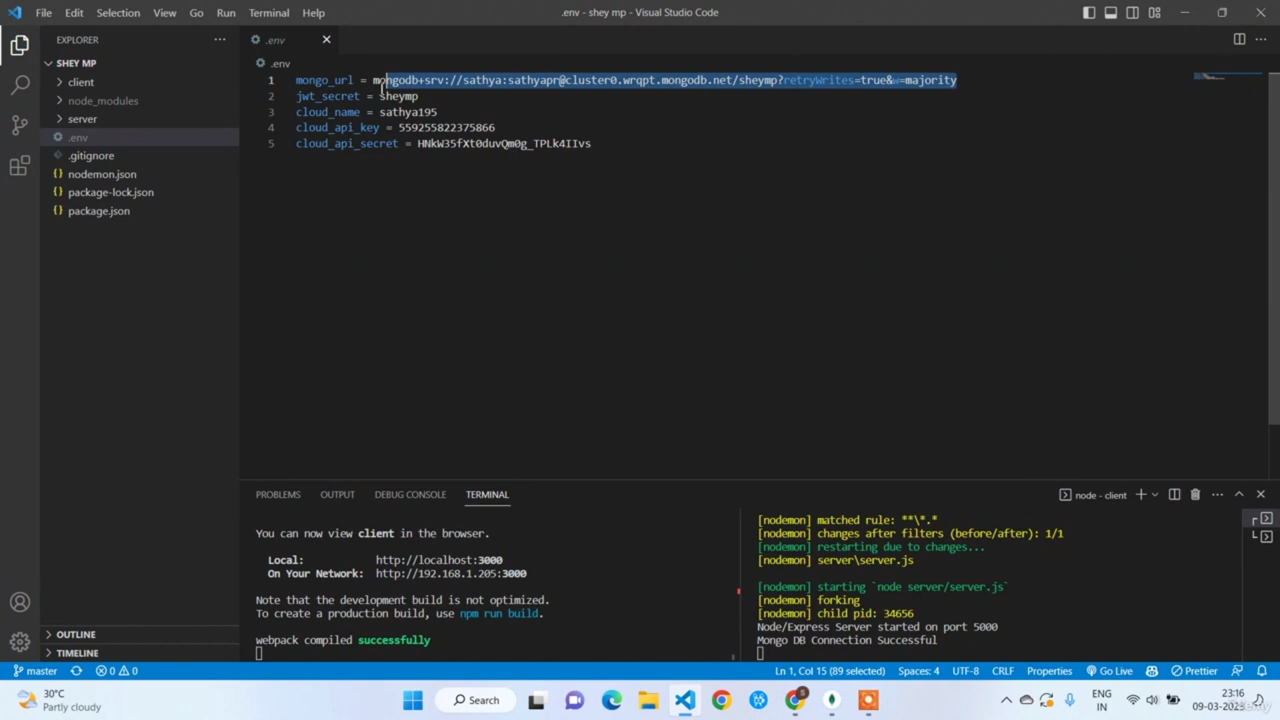 File Edit Selection View Go Run Terminal Help
.env - shey mp - Visual Studio Code
EXPLORER
SHEY MP
client
node_modules
server
.env
.gitignore
nodemon.json
package-lock.json
package.json
OUTLINE
TIMELINE
.env
.env
1 mongo_url = mongodb+srv://sathya:sathyapr@cluster0.wrqpt.mongodb.net/sheymp?retryWrites=true&w=majority
2 jwt_secret = sheymp
3 cloud_name = sathya195
4 cloud_api_key = 559255822375866
5 cloud_api_secret = HNkW35fXt0duvQm0g_TPLk4IIvs
PROBLEMS OUTPUT DEBUG CONSOLE TERMINAL
node - client
You can now view client in the browser.
Local: http://localhost:3000
On Your Network: http://192.168.1.205:3000
Note that the development build is not optimized.
To create a production build, use npm run build.
webpack compiled successfully
[nodemon] matched rule: **\*.*
[nodemon] changes after filters (before/after): 1/1
[nodemon] restarting due to changes...
[nodemon] server\server.js
[nodemon] starting `node server/server.js`
[nodemon] forking
[nodemon] child pid: 34656
Node/Express Server started on port 5000
Mongo DB Connection Successful
master 0 0 Ln 1, Col 15 (89 selected) Spaces: 4 UTF-8 CRLF Properties Go Live Prettier
30°C
Partly cloudy
Search
5
ENG
IN
23:16
09-03-2023